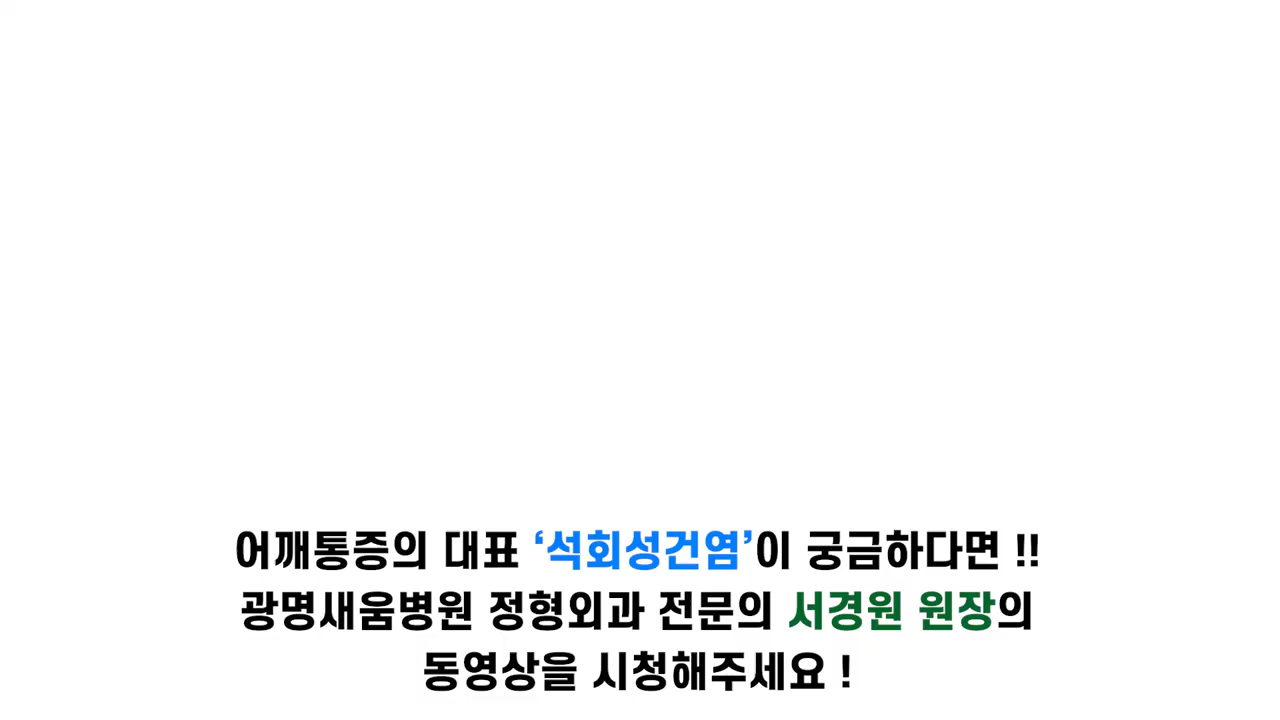 어깨통증의 대표 ‘석회성건염’이 궁금하다면 !!
광명새움병원 정형외과 전문의 서경원 원장의
동영상을 시청해주세요 !